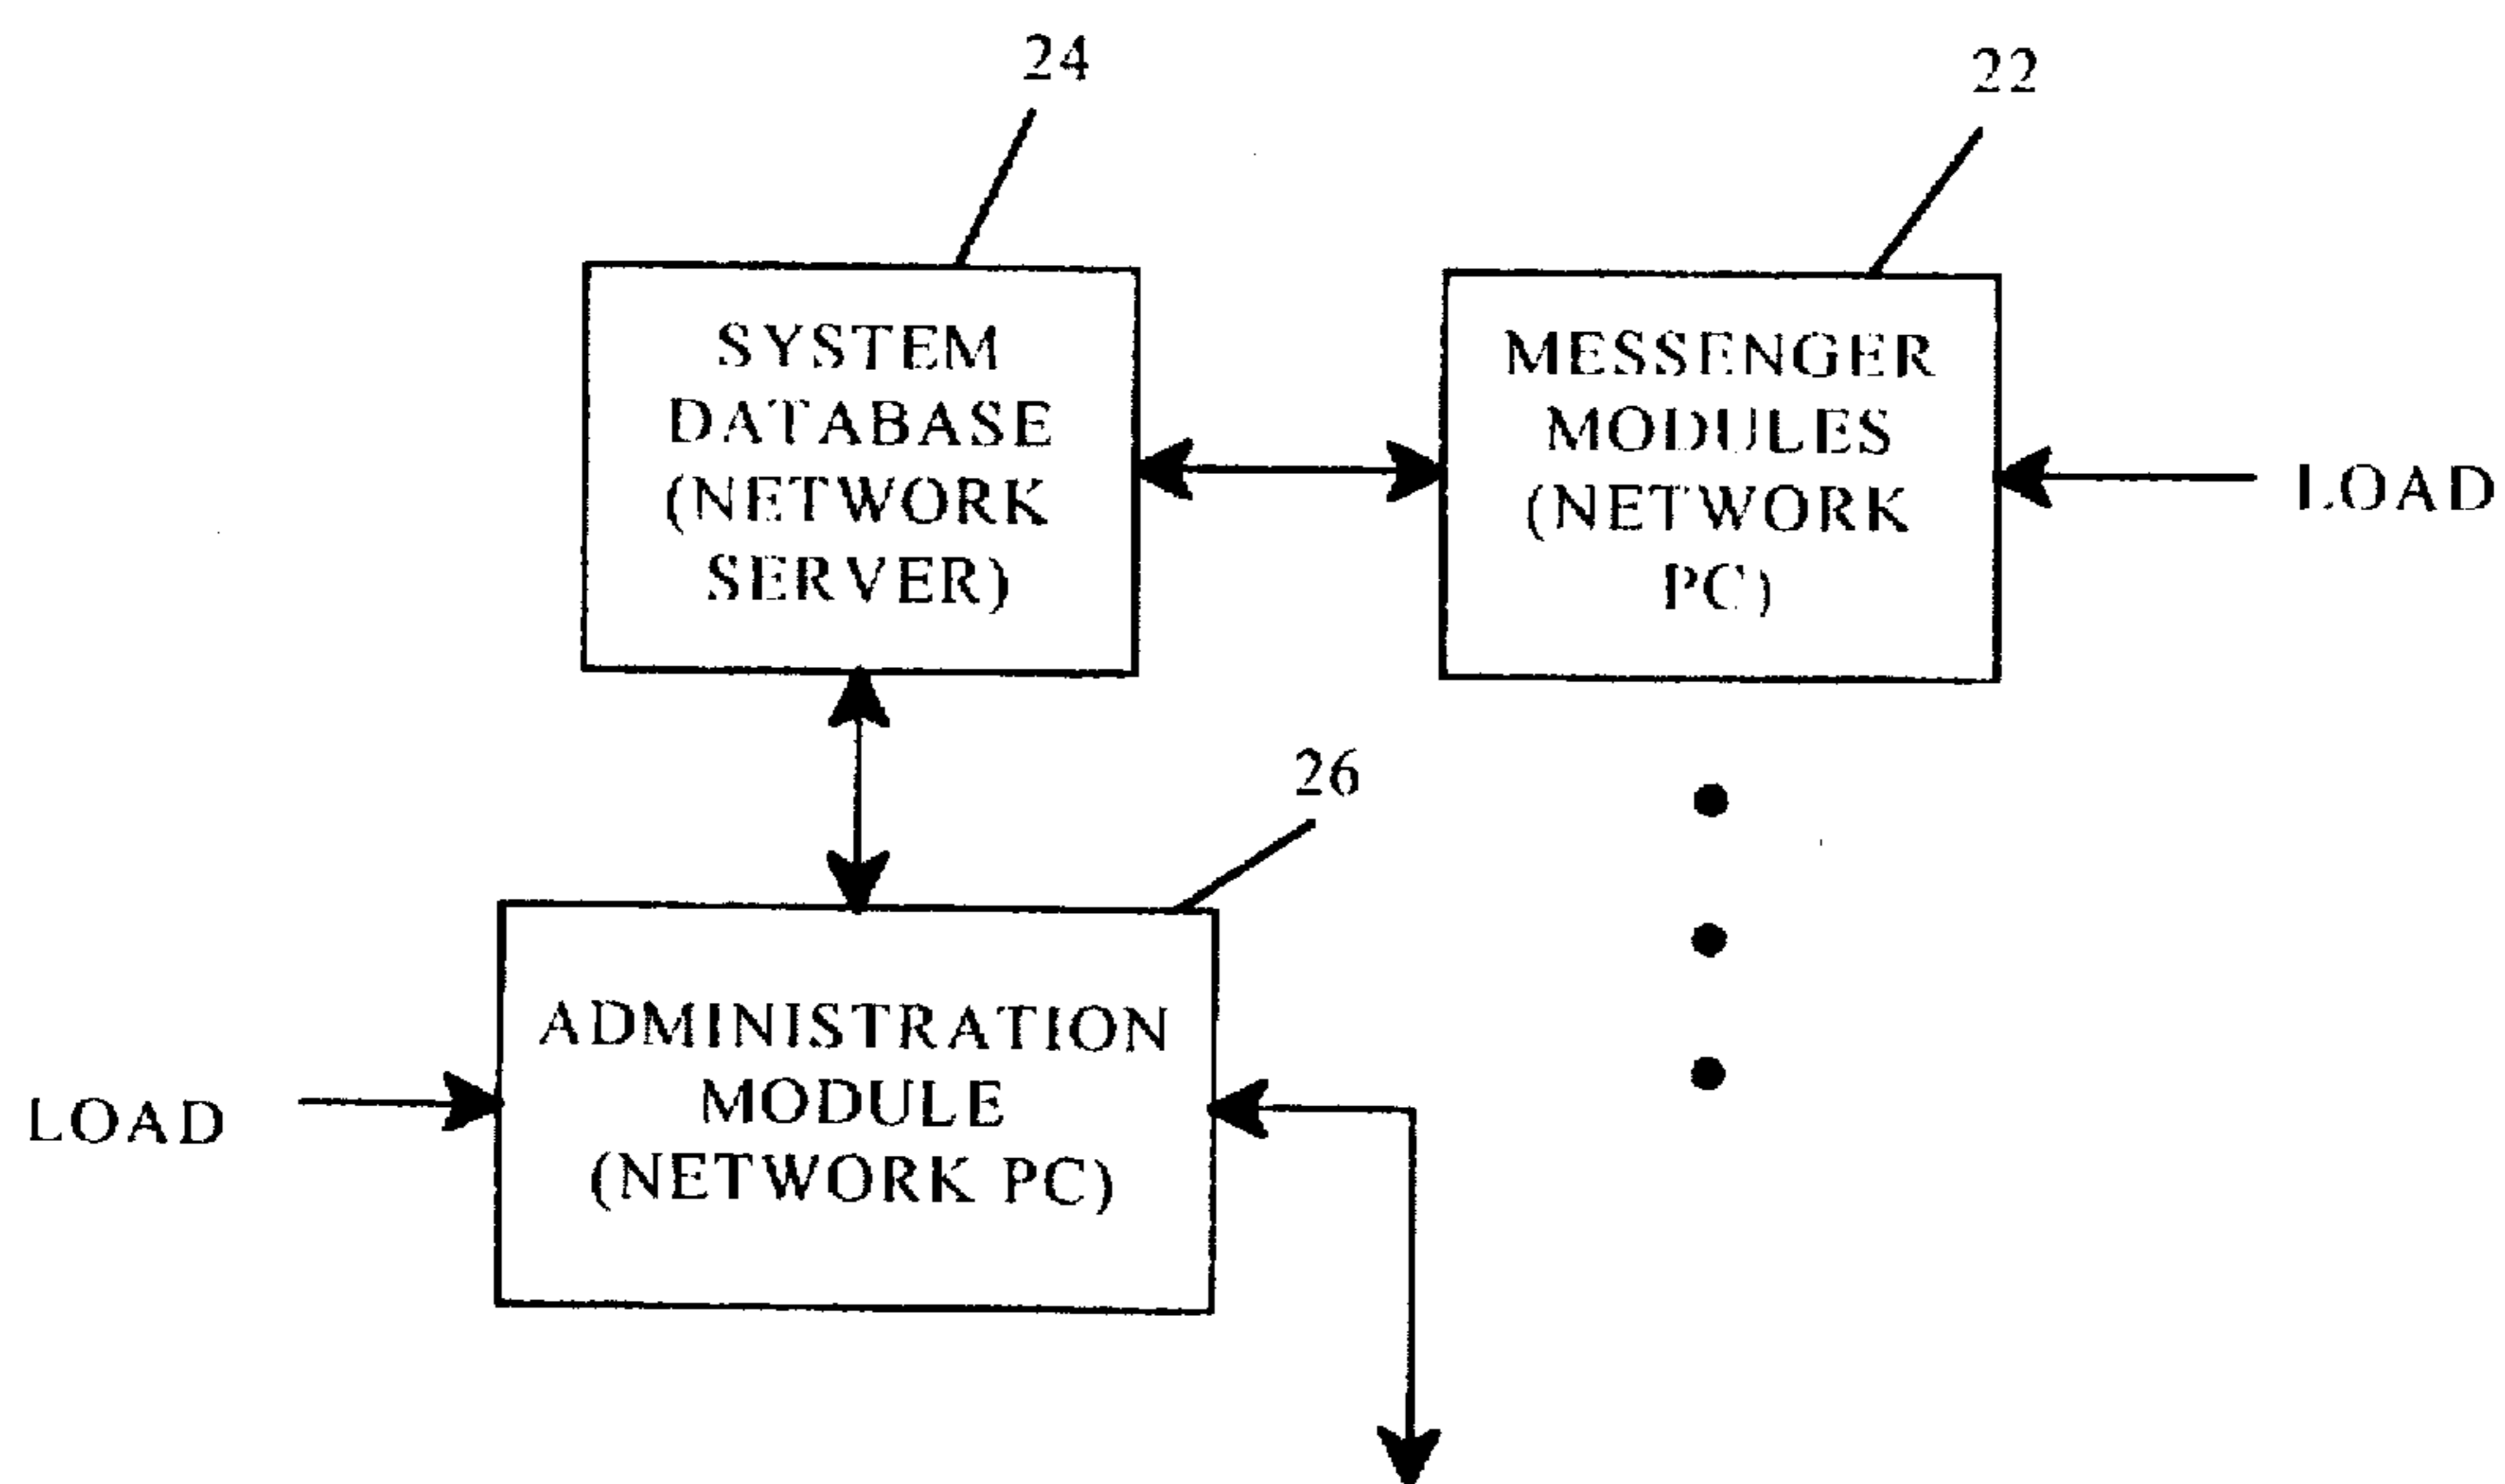 24
22
SYSTEM
DATABASE
(NETWORK
SERVER)
MESSENGER
MODULES
(NETWORK
PC)
LOAD
26
ADMINISTRATION
MODULE
(NETWORK PC)
LOAD